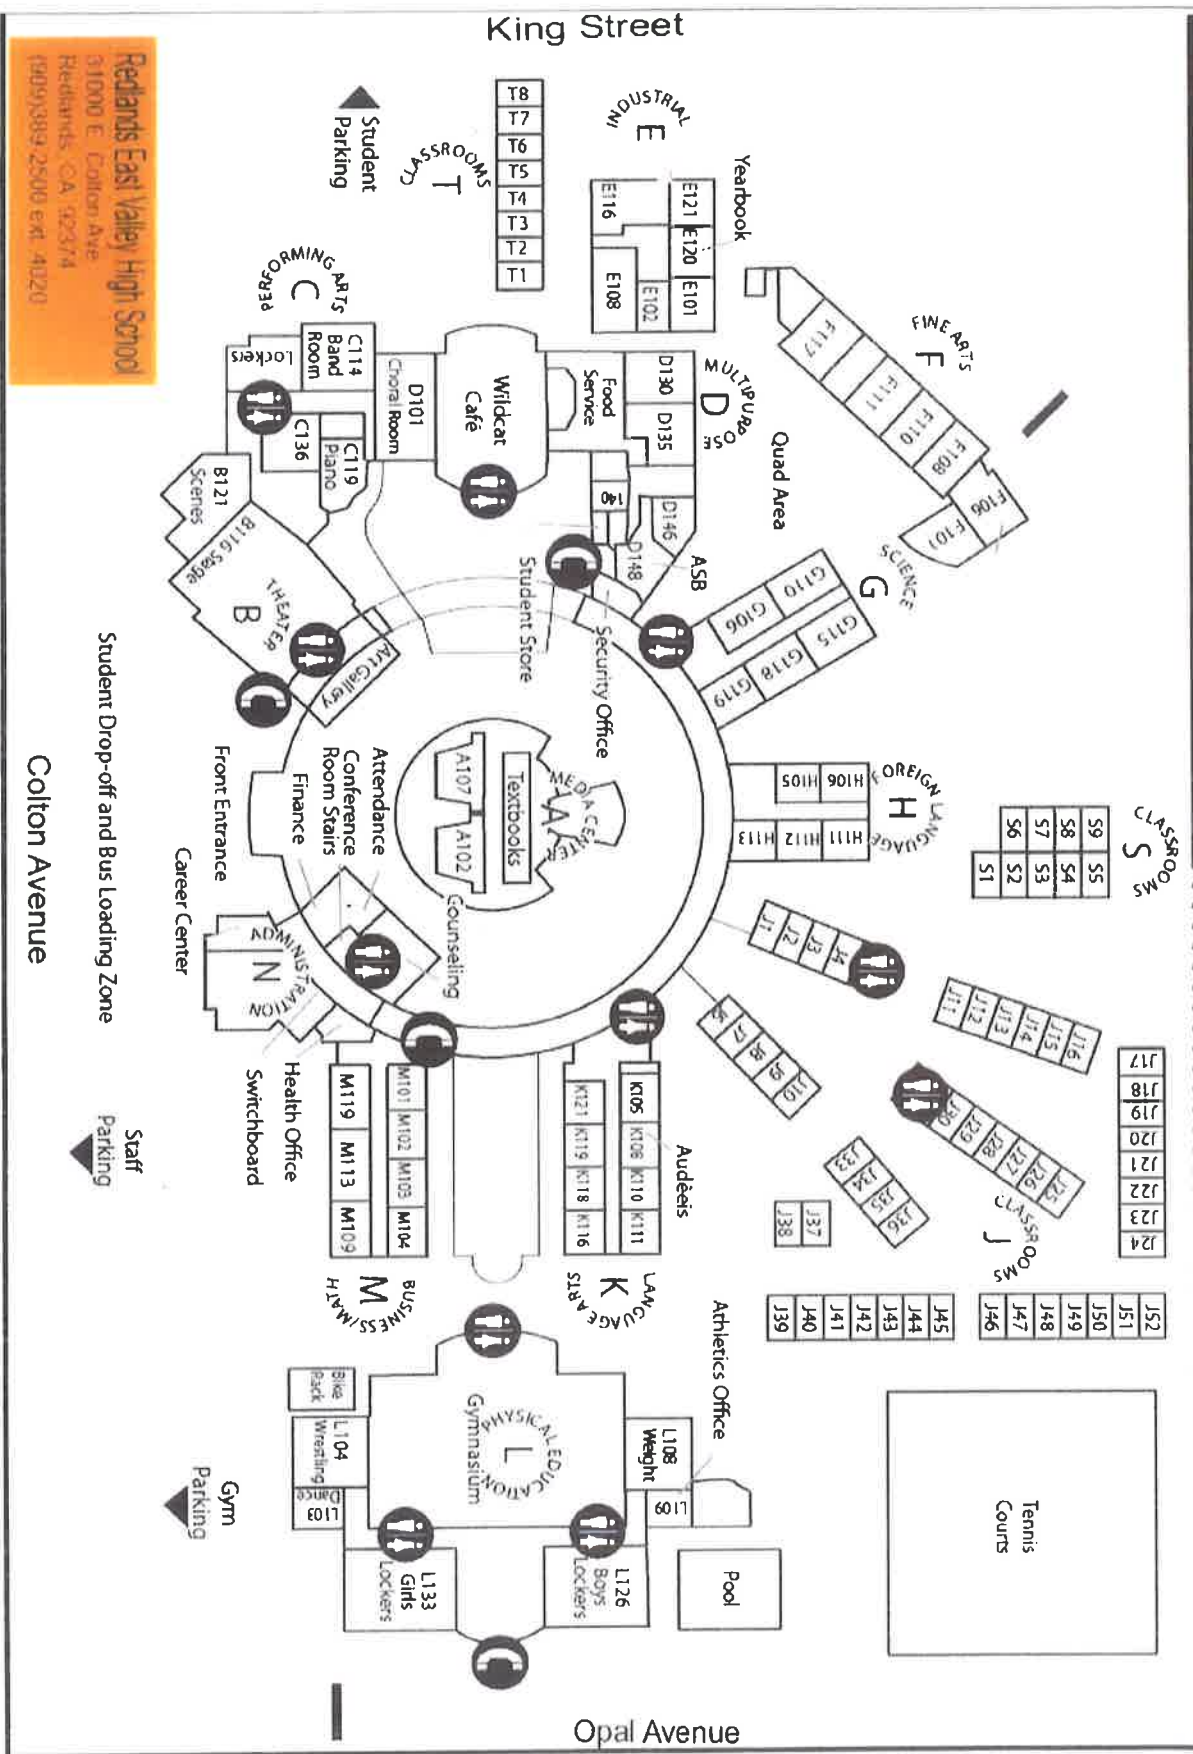 King Street
Redlands East Valley High School
31000 E. Colton Ave
Redlands, CA 92374
(909)389-2500 ext. 4020
Student
Parking
CLASSROOMS
T
T8
T7
T6
T5
T4
T3
T2
T1
INDUSTRIAL
E
Yearbook
E116
E121
E120
E101
E102
E108
FINE ARTS
F
F117
F111
F110
F108
F106
F101
PERFORMING ARTS
C
Lockers
C114
Band
Room
C136
C119
Piano
D101
Choral Room
Wildcat
Café
Food
Service
MULTIPURPOSE
D
D130
D135
140
D146
D148
ASB
Quad Area
Student Store
Security Office
B121
Scenes
B116 Stage
THEATER
B
Art Gallery
SCIENCE
G
G110
G106
G115
G118
G119
MEDIA CENTER
A
Textbooks
A107
A102
FOREIGN LANGUAGE
H
H106
H105
H111
H112
H113
CLASSROOMS
S
S9
S8
S7
S6
S5
S4
S3
S2
S1
Attendance
Conference
Room Stairs
Finance
Front Entrance
Career Center
Counseling
ADMINISTRATION
N
Health Office
Switchboard
Student Drop-off and Bus Loading Zone
Colton Avenue
Staff
Parking
J1
J2
J3
J4
J5
J7
J8
J9
J10
J11
J12
J13
J14
J15
J16
J17
J18
J19
J20
J21
J22
J23
J24
J30
J29
J28
J27
J26
J25
CLASSROOMS
J
J33
J34
J35
J36
J37
J38
J39
J40
J41
J42
J43
J44
J45
J46
J47
J48
J49
J50
J51
J52
M101
M102
M103
M104
M119
M113
M109
BUSINESS/MATH
M
K105
K108
K110
K111
K121
K119
K118
K116
Audeeis
LANGUAGE ARTS
K
Athletics Office
Bike
Rack
L104
Wrestling
Dance
L103
PHYSICAL EDUCATION
L
Gymnasium
L108
Weight
L109
L133
Girls
Lockers
L126
Boys
Lockers
Pool
Tennis
Courts
Gym
Parking
Opal Avenue